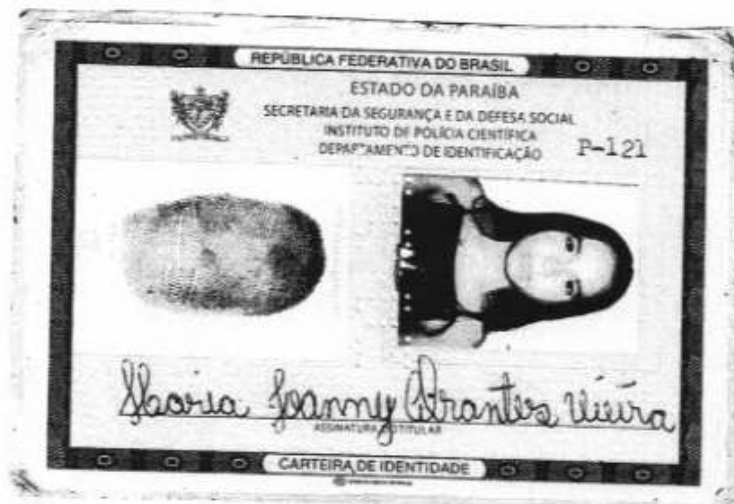 REPÚBLICA FEDERATIVA DO BRASIL
ESTADO DA PARAÍBA
SECRETARIA DA SEGURANÇA E DA DEFESA SOCIAL
INSTITUTO DE POLÍCIA CIENTÍFICA
DEPARTAMENTO DE IDENTIFICAÇÃO
P-121
Maria Joanny Abrantes Vieira
ASSINATURA DO TITULAR
CARTEIRA DE IDENTIDADE